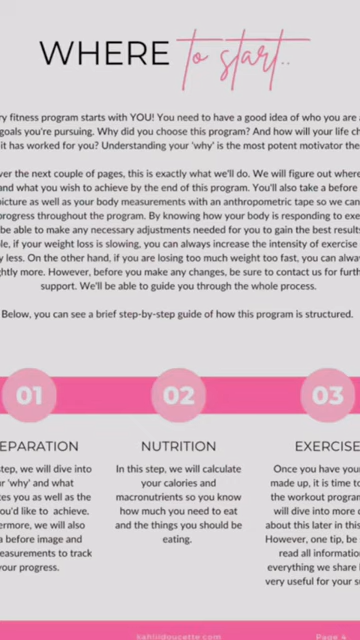 WHERE to start..
ry fitness program starts with YOU! You need to have a good idea of who you are a
goals you're pursuing. Why did you choose this program? And how will your life ch
it has worked for you? Understanding your 'why' is the most potent motivator the
ver the next couple of pages, this is exactly what we'll do. We will figure out where
and what you wish to achieve by the end of this program. You'll also take a before
picture as well as your body measurements with an anthropometric tape so we can
progress throughout the program. By knowing how your body is responding to exe
be able to make any necessary adjustments needed for you to gain the best results
le, if your weight loss is slowing, you can always increase the intensity of exercise
y less. On the other hand, if you are losing too much weight too fast, you can alwa
ghtly more. However, before you make any changes, be sure to contact us for furth
support. We'll be able to guide you through the whole process.
Below, you can see a brief step-by-step guide of how this program is structured.
01
EPARATION
step, we will dive into
ur 'why' and what
tes you as well as the
ou'd like to achieve.
ermore, we will also
a before image and
easurements to track
your progress.
02
NUTRITION
In this step, we will calculate
your calories and
macronutrients so you know
how much you need to eat
and the things you should be
eating.
03
EXERCISE
Once you have your
made up, it is time to
the workout program
will dive into more d
about this later in this
However, one tip, be
read all information
everything we share i
very useful for your su
kahlindoucette.com
Page 4